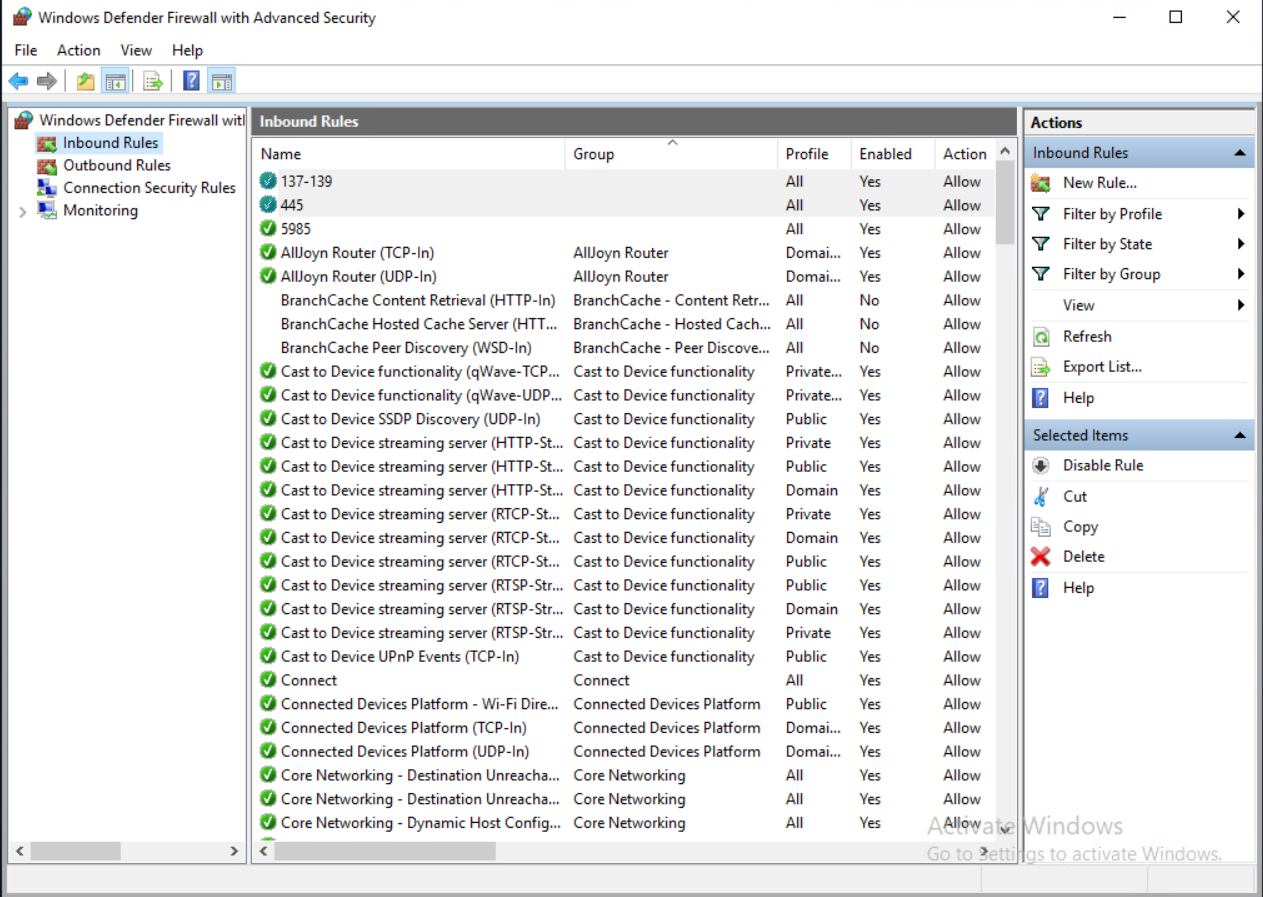 Windows Defender Firewall with Advanced Security
File Action View Help
Windows Defender Firewall witl
Inbound Rules
Outbound Rules
Connection Security Rules
Monitoring
Inbound Rules
Name Group Profile Enabled Action
137-139 All Yes Allow
445 All Yes Allow
5985 All Yes Allow
AllJoyn Router (TCP-In) AllJoyn Router Domai... Yes Allow
AllJoyn Router (UDP-In) AllJoyn Router Domai... Yes Allow
BranchCache Content Retrieval (HTTP-In) BranchCache - Content Retr... All No Allow
BranchCache Hosted Cache Server (HTT... BranchCache - Hosted Cach... All No Allow
BranchCache Peer Discovery (WSD-In) BranchCache - Peer Discove... All No Allow
Cast to Device functionality (qWave-TCP... Cast to Device functionality Private... Yes Allow
Cast to Device functionality (qWave-UDP... Cast to Device functionality Private... Yes Allow
Cast to Device SSDP Discovery (UDP-In) Cast to Device functionality Public Yes Allow
Cast to Device streaming server (HTTP-St... Cast to Device functionality Private Yes Allow
Cast to Device streaming server (HTTP-St... Cast to Device functionality Public Yes Allow
Cast to Device streaming server (HTTP-St... Cast to Device functionality Domain Yes Allow
Cast to Device streaming server (RTCP-St... Cast to Device functionality Private Yes Allow
Cast to Device streaming server (RTCP-St... Cast to Device functionality Domain Yes Allow
Cast to Device streaming server (RTCP-St... Cast to Device functionality Public Yes Allow
Cast to Device streaming server (RTSP-Str... Cast to Device functionality Public Yes Allow
Cast to Device streaming server (RTSP-Str... Cast to Device functionality Domain Yes Allow
Cast to Device streaming server (RTSP-Str... Cast to Device functionality Private Yes Allow
Cast to Device UPnP Events (TCP-In) Cast to Device functionality Public Yes Allow
Connect Connect All Yes Allow
Connected Devices Platform - Wi-Fi Dire... Connected Devices Platform Public Yes Allow
Connected Devices Platform (TCP-In) Connected Devices Platform Domai... Yes Allow
Connected Devices Platform (UDP-In) Connected Devices Platform Domai... Yes Allow
Core Networking - Destination Unreacha... Core Networking All Yes Allow
Core Networking - Destination Unreacha... Core Networking All Yes Allow
Core Networking - Dynamic Host Config... Core Networking All Yes Allow
Actions
Inbound Rules
New Rule...
Filter by Profile
Filter by State
Filter by Group
View
Refresh
Export List...
Help
Selected Items
Disable Rule
Cut
Copy
Delete
Help
Activate Windows
Go to Settings to activate Windows.